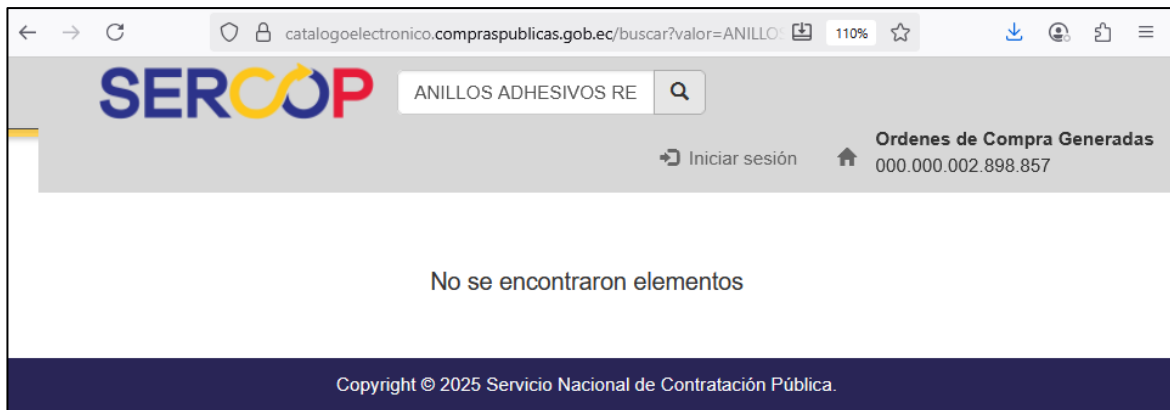 catalogoelectronico.compraspublicas.gob.ec/buscar?valor=ANILLOS
110%
SERCOP
ANILLOS ADHESIVOS RE
Iniciar sesión
Ordenes de Compra Generadas
000.000.002.898.857
No se encontraron elementos
Copyright © 2025 Servicio Nacional de Contratación Pública.